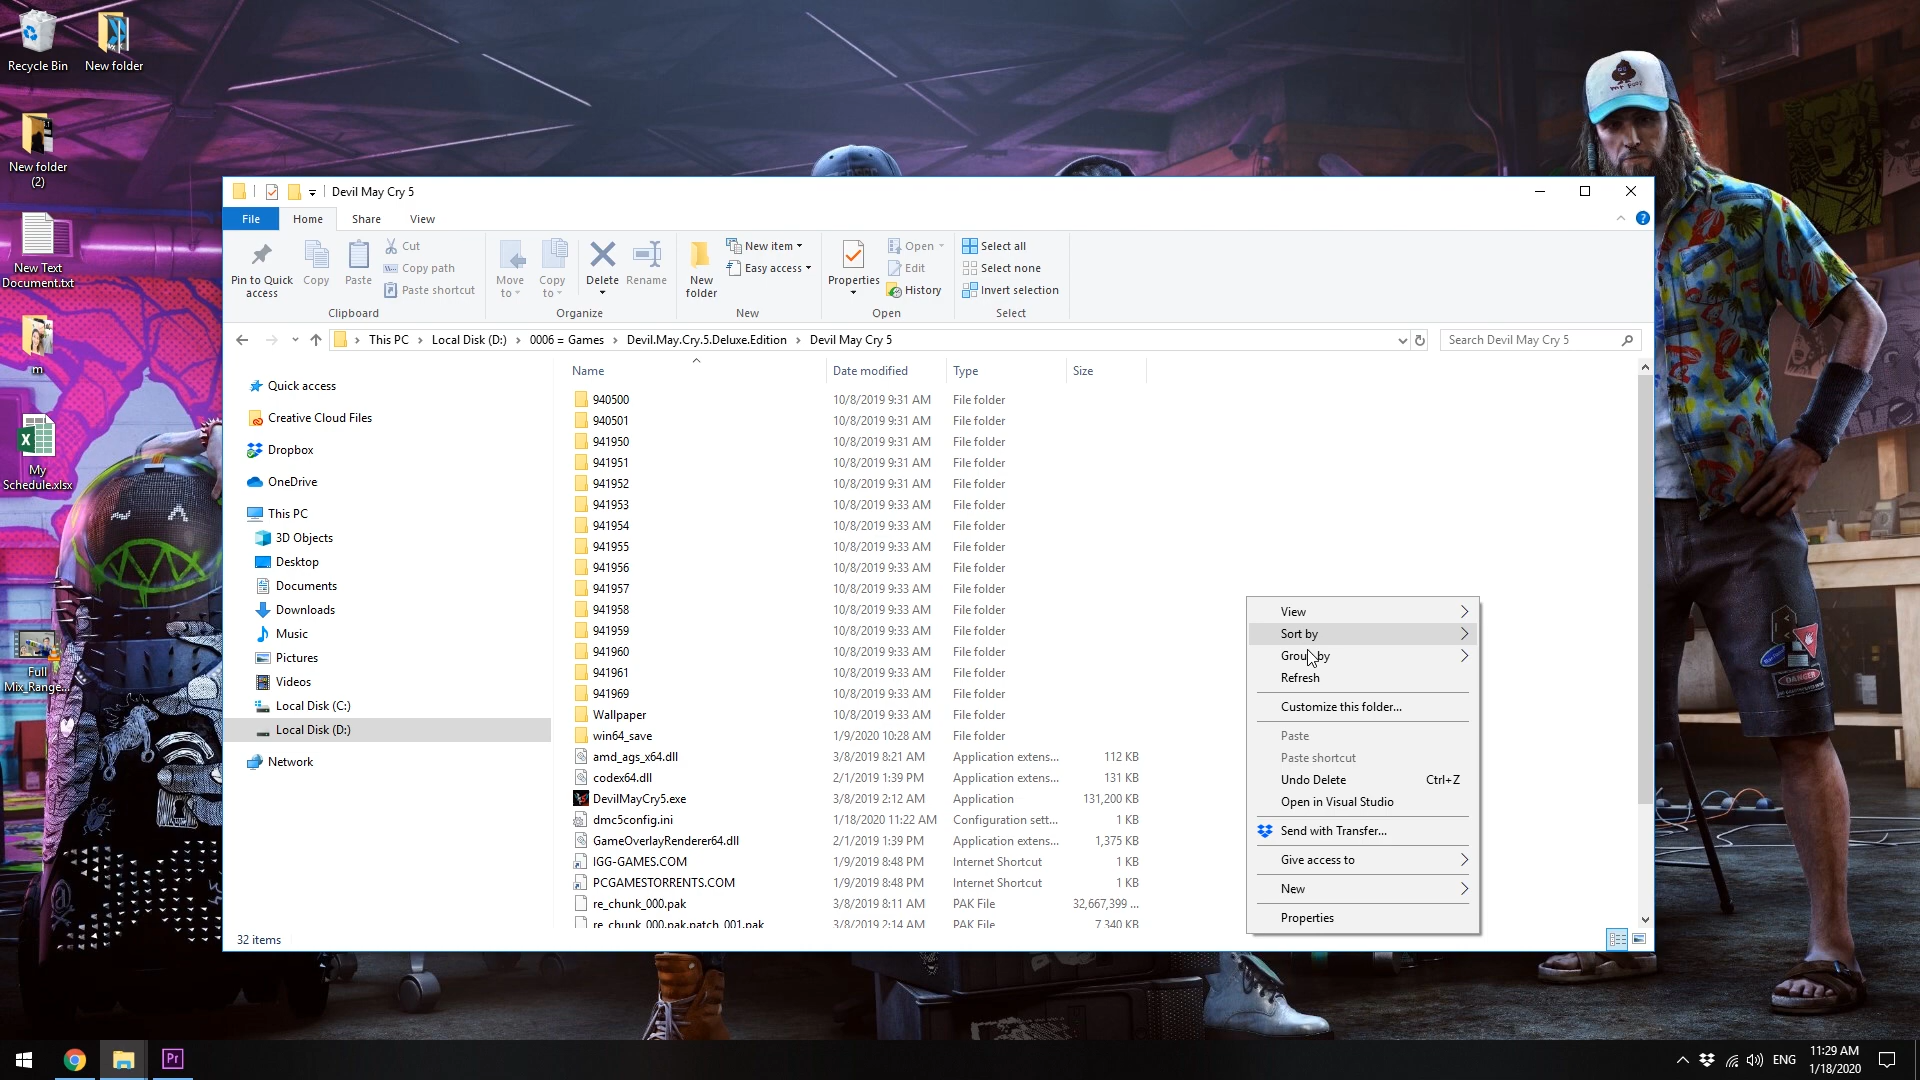 Recycle Bin
New folder
New folder
(2)
New Text
Document.txt
m
My
Schedule.xlsx
Full
Mix_Range...
Devil May Cry 5
File
Home
Share
View
Pin to Quick
access
Copy
Paste
Cut
Copy path
Paste shortcut
Clipboard
Move
to
Copy
to
Delete
Rename
Organize
New
folder
New item
Easy access
New
Properties
Open
Edit
History
Open
Select all
Select none
Invert selection
Select
This PC > Local Disk (D:) > 0006 = Games > Devil.May.Cry.5.Deluxe.Edition > Devil May Cry 5
Search Devil May Cry 5
Quick access
Creative Cloud Files
Dropbox
OneDrive
This PC
3D Objects
Desktop
Documents
Downloads
Music
Pictures
Videos
Local Disk (C:)
Local Disk (D:)
Network
Name Date modified Type Size
940500 10/8/2019 9:31 AM File folder
940501 10/8/2019 9:31 AM File folder
941950 10/8/2019 9:31 AM File folder
941951 10/8/2019 9:31 AM File folder
941952 10/8/2019 9:31 AM File folder
941953 10/8/2019 9:31 AM File folder
941954 10/8/2019 9:33 AM File folder
941955 10/8/2019 9:33 AM File folder
941956 10/8/2019 9:33 AM File folder
941957 10/8/2019 9:33 AM File folder
941958 10/8/2019 9:33 AM File folder
941959 10/8/2019 9:33 AM File folder
941960 10/8/2019 9:33 AM File folder
941961 10/8/2019 9:33 AM File folder
941969 10/8/2019 9:33 AM File folder
Wallpaper 10/8/2019 9:33 AM File folder
win64_save 1/9/2020 10:28 AM File folder
amd_ags_x64.dll 3/8/2019 8:21 AM Application extens... 112 KB
codex64.dll 2/1/2019 1:39 PM Application extens... 131 KB
DevilMayCry5.exe 3/8/2019 2:12 AM Application 131,200 KB
dmc5config.ini 1/18/2020 11:22 AM Configuration sett... 1 KB
GameOverlayRenderer64.dll 2/1/2019 1:39 PM Application extens... 1,375 KB
IGG-GAMES.COM 1/9/2019 8:48 PM Internet Shortcut 1 KB
PCGAMESTORRENTS.COM 1/9/2019 8:48 PM Internet Shortcut 1 KB
re_chunk_000.pak 3/8/2019 8:11 AM PAK File 32,667,399 ...
re_chunk_000.pak.patch_001.pak 3/8/2019 2:14 AM PAK File 7,340 KB
32 items
View
Sort by
Group by
Refresh
Customize this folder...
Paste
Paste shortcut
Undo Delete Ctrl+Z
Open in Visual Studio
Send with Transfer...
Give access to
New
Properties
DANGER
Pr
ENG
11:29 AM
1/18/2020